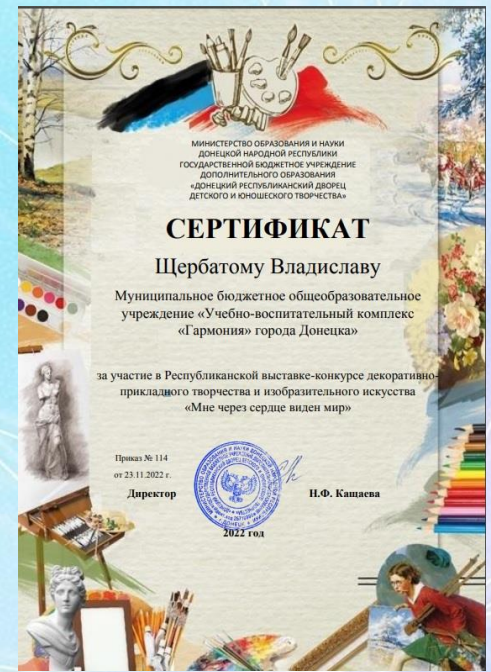 МИНИСТЕРСТВО ОБРАЗОВАНИЯ И НАУКИ
ДОНЕЦКОЙ НАРОДНОЙ РЕСПУБЛИКИ
ГОСУДАРСТВЕННОЙ БЮДЖЕТНОЕ УЧРЕЖДЕНИЕ
ДОПОЛНИТЕЛЬНОГО ОБРАЗОВАНИЯ
«ДОНЕЦКИЙ РЕСПУБЛИКАНСКИЙ ДВОРЕЦ
ДЕТСКОГО И ЮНОШЕСКОГО ТВОРЧЕСТВА»
СЕРТИФИКАТ
Щербатому Владиславу
Муниципальное бюджетное общеобразовательное
учреждение «Учебно-воспитательный комплекс
«Гармония» города Донецка»
за участие в Республиканской выставке-конкурсе декоративно-
прикладного творчества и изобразительного искусства
«Мне через сердце виден мир»
Приказ № 114
от 23.11.2022 г.
Директор Н.Ф. Кащаева
2022 год